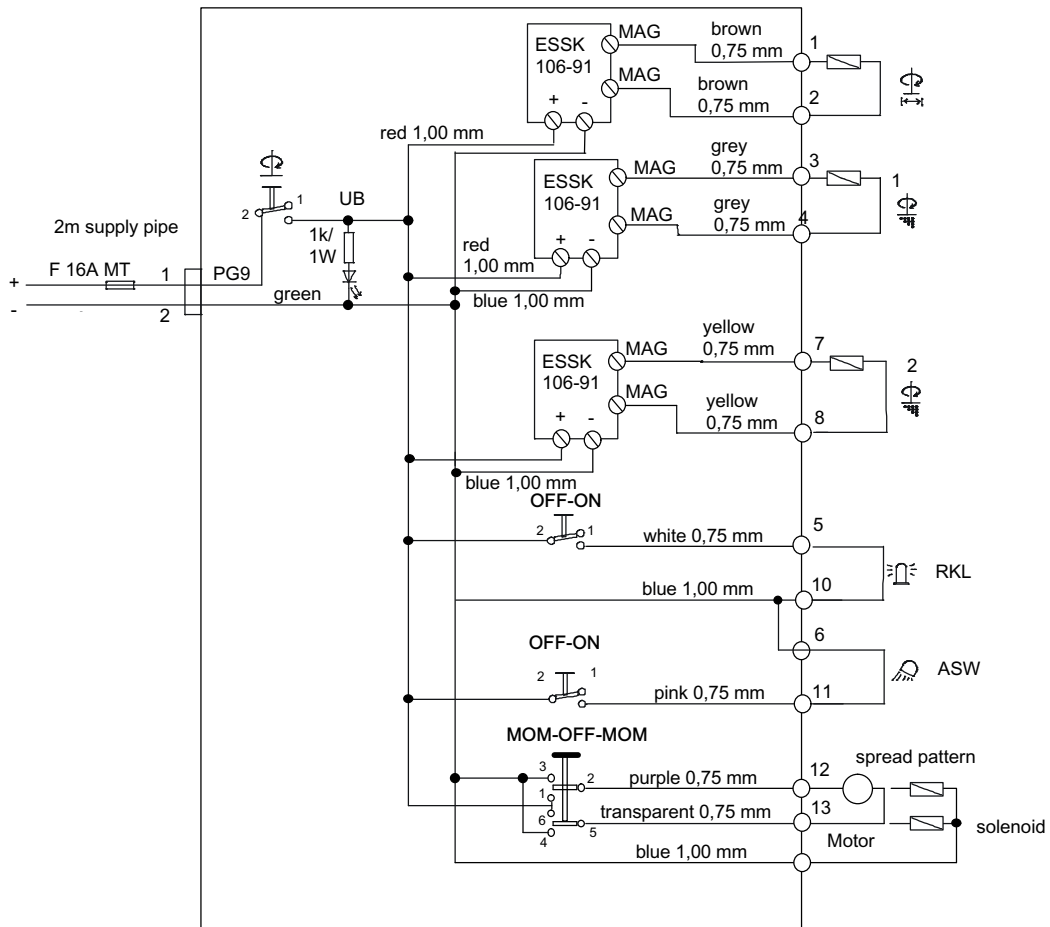 ESSK
106-91
MAG
MAG
+
-
brown
0,75 mm
1
brown
0,75 mm
2
red 1,00 mm
ESSK
106-91
MAG
MAG
+
-
grey
0,75 mm
3
1
grey
0,75 mm
4
2m supply pipe
F 16A MT
+
-
1
2
PG9
2
1
UB
1k/
1W
green
red
1,00 mm
blue 1,00 mm
ESSK
106-91
MAG
MAG
+
-
yellow
0,75 mm
7
2
yellow
0,75 mm
8
blue 1,00 mm
OFF-ON
2
1
white 0,75 mm
5
RKL
blue 1,00 mm
10
6
OFF-ON
2
1
ASW
pink 0,75 mm
11
MOM-OFF-MOM
3
2
purple 0,75 mm
12
spread pattern
1
6
4
5
transparent 0,75 mm
13
Motor
solenoid
blue 1,00 mm